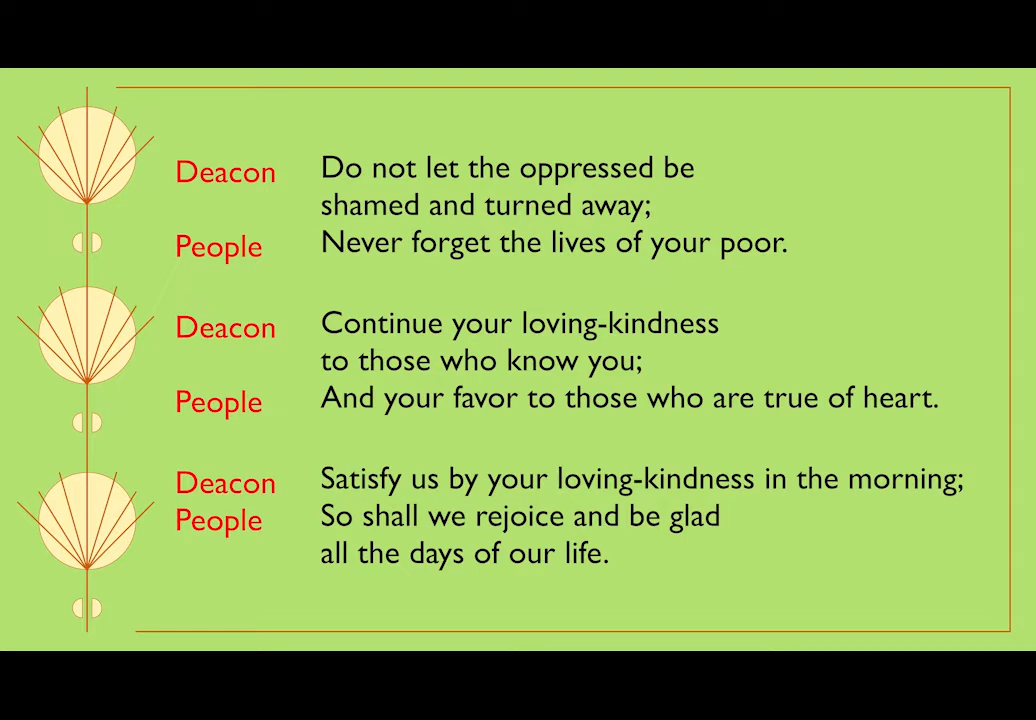 Deacon Do not let the oppressed be
shamed and turned away;
People Never forget the lives of your poor.
Deacon Continue your loving-kindness
to those who know you;
People And your favor to those who are true of heart.
Deacon Satisfy us by your loving-kindness in the morning;
People So shall we rejoice and be glad
all the days of our life.